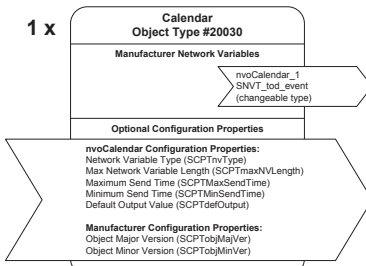 1 x
Calendar
Object Type #20030
Manufacturer Network Variables
nvoCalendar_1
SNVT_tod_event
(changeable type)
Optional Configuration Properties
nvoCalendar Configuration Properties:
Network Variable Type (SCPTnvType)
Max Network Variable Length (SCPTmaxNVLength)
Maximum Send Time (SCPTMaxSendTime)
Minimum Send Time (SCPTMinSendTime)
Default Output Value (SCPTdefOutput)
Manufacturer Configuration Properties:
Object Major Version (SCPTobjMajVer)
Object Minor Version (SCPTobjMinVer)